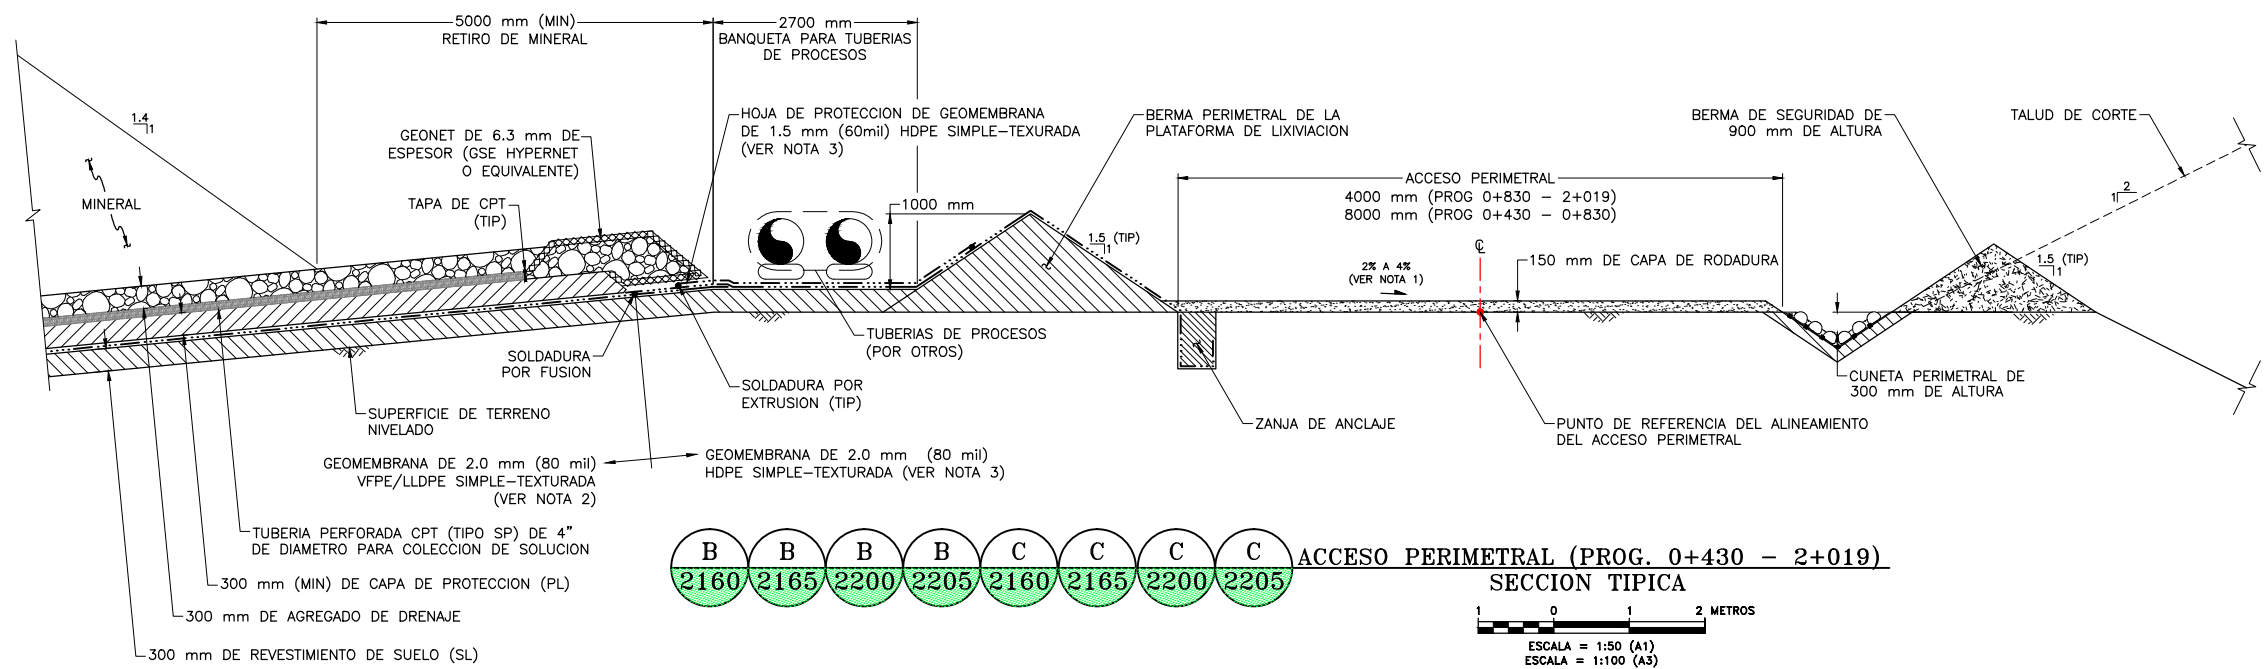 5000 mm (MIN)
RETIRO DE MINERAL
2700 mm
BANQUETA PARA TUBERIAS
DE PROCESOS
1.4
1
MINERAL
GEONET DE 6.3 mm DE
ESPESOR (GSE HYPERNET
O EQUIVALENTE)
TAPA DE CPT
(TIP)
HOJA DE PROTECCION DE GEOMEMBRANA
DE 1.5 mm (60mil) HDPE SIMPLE-TEXURADA
(VER NOTA 3)
1000 mm
BERMA PERIMETRAL DE LA
PLATAFORMA DE LIXIVIACION
1.5 (TIP)
1
ACCESO PERIMETRAL
4000 mm (PROG 0+830 - 2+019)
8000 mm (PROG 0+430 - 0+830)
BERMA DE SEGURIDAD DE
900 mm DE ALTURA
TALUD DE CORTE
2
1
1.5 (TIP)
1
2% A 4%
(VER NOTA 1)
CL
150 mm DE CAPA DE RODADURA
TUBERIAS DE PROCESOS
(POR OTROS)
SOLDADURA
POR FUSION
SOLDADURA POR
EXTRUSION (TIP)
SUPERFICIE DE TERRENO
NIVELADO
ZANJA DE ANCLAJE
CUNETA PERIMETRAL DE
300 mm DE ALTURA
PUNTO DE REFERENCIA DEL ALINEAMIENTO
DEL ACCESO PERIMETRAL
GEOMEMBRANA DE 2.0 mm (80 mil)
VFPE/LLDPE SIMPLE-TEXTURADA
(VER NOTA 2)
GEOMEMBRANA DE 2.0 mm (80 mil)
HDPE SIMPLE-TEXTURADA (VER NOTA 3)
TUBERIA PERFORADA CPT (TIPO SP) DE 4"
DE DIAMETRO PARA COLECCION DE SOLUCION
300 mm (MIN) DE CAPA DE PROTECCION (PL)
300 mm DE AGREGADO DE DRENAJE
300 mm DE REVESTIMIENTO DE SUELO (SL)
B B B B C C C C
2160 2165 2200 2205 2160 2165 2200 2205
ACCESO PERIMETRAL (PROG. 0+430 - 2+019)
SECCION TIPICA
1 0 1 2 METROS
ESCALA = 1:50 (A1)
ESCALA = 1:100 (A3)